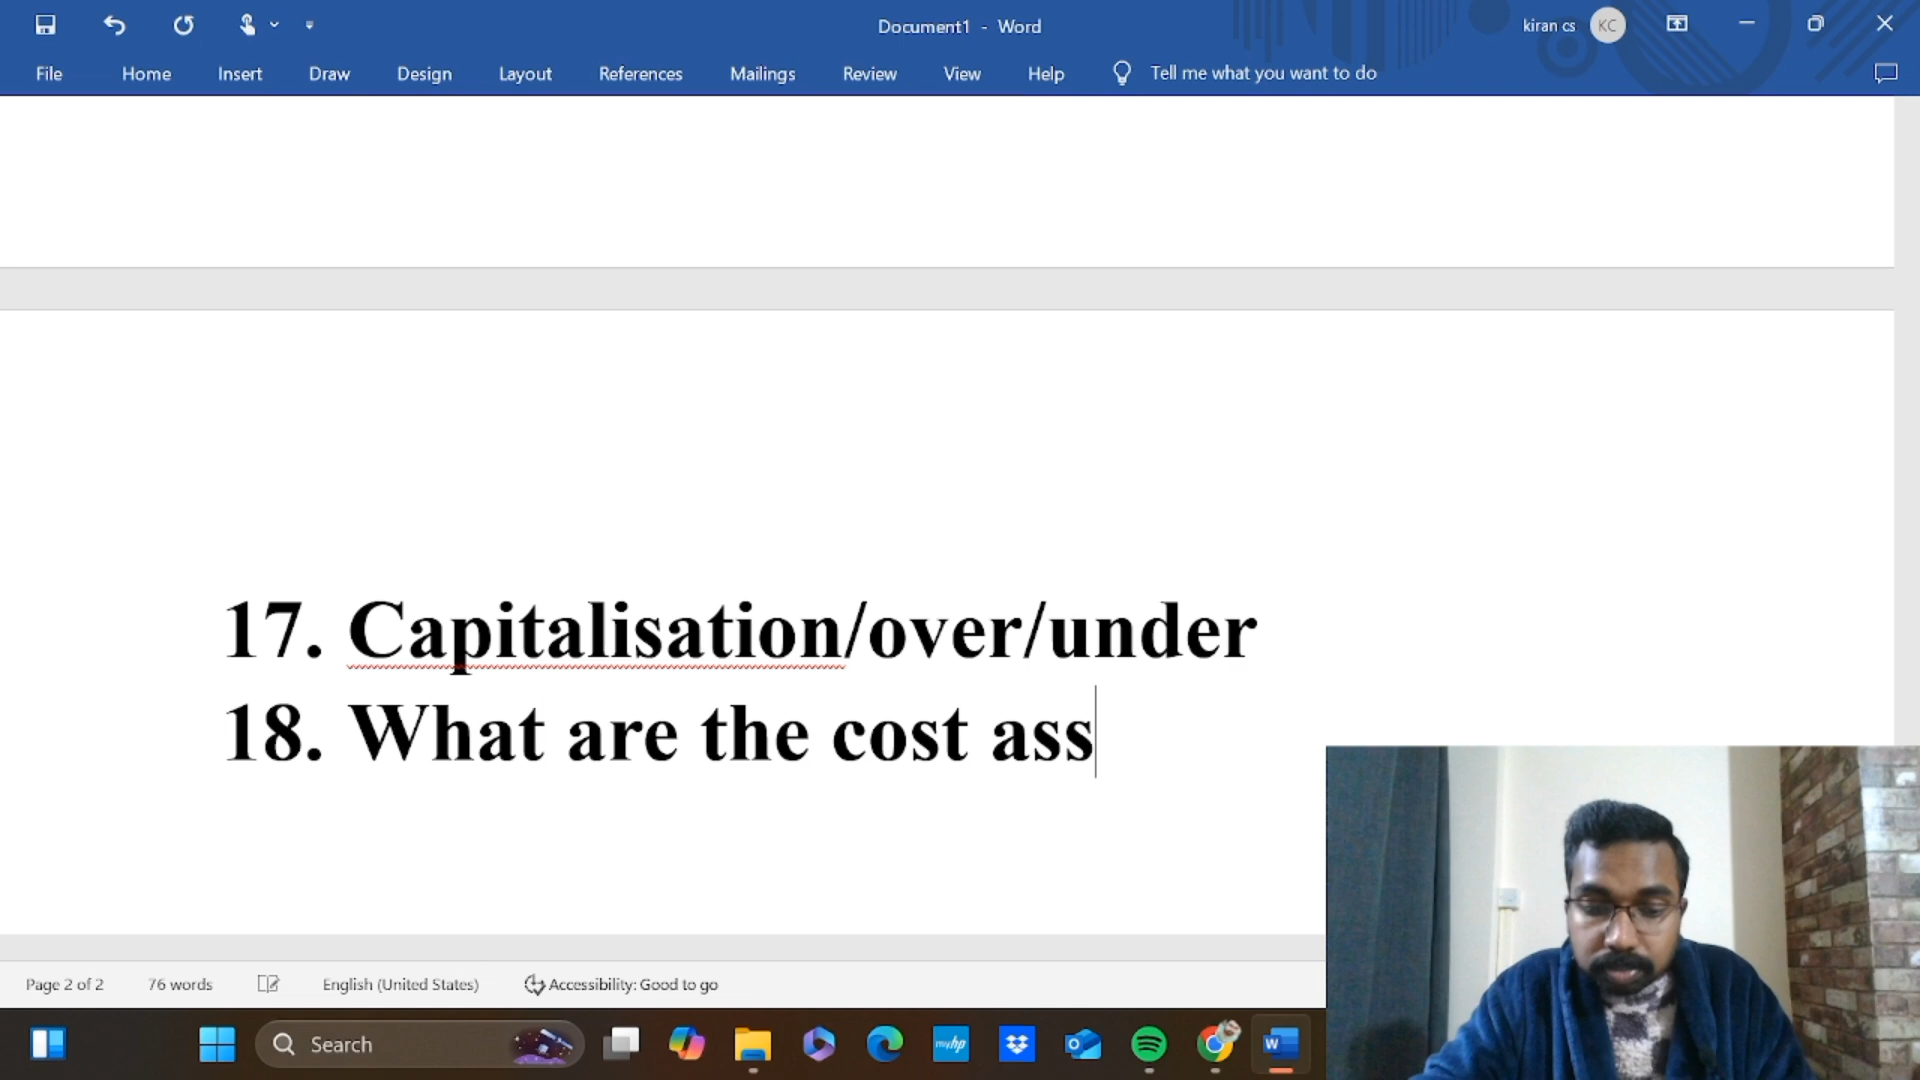 Document1 - Word
kiran cs
KC
File
Home
Insert
Draw
Design
Layout
References
Mailings
Review
View
Help
Tell me what you want to do
17. Capitalisation/over/under
18. What are the cost ass
Page 2 of 2
76 words
English (United States)
Accessibility: Good to go
Search
myhp